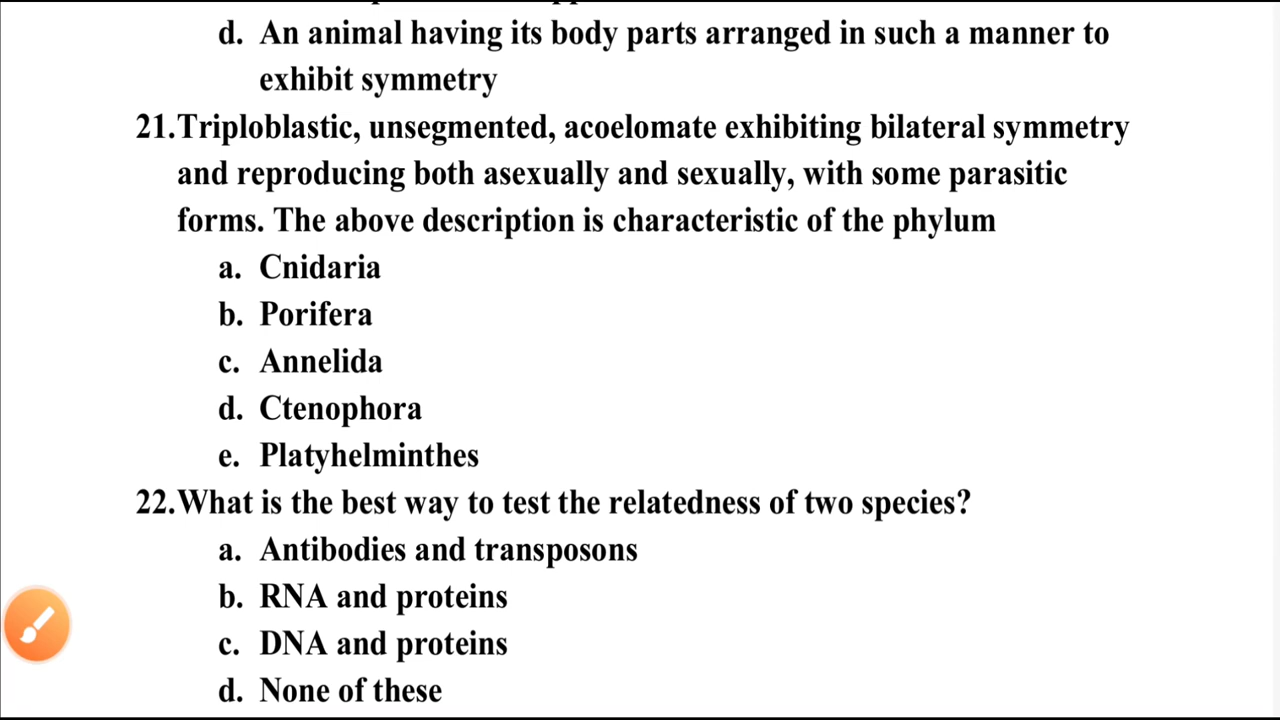 d. An animal having its body parts arranged in such a manner to
exhibit symmetry
21.Triploblastic, unsegmented, acoelomate exhibiting bilateral symmetry
and reproducing both asexually and sexually, with some parasitic
forms. The above description is characteristic of the phylum
a. Cnidaria
b. Porifera
c. Annelida
d. Ctenophora
e. Platyhelminthes
22.What is the best way to test the relatedness of two species?
a. Antibodies and transposons
b. RNA and proteins
c. DNA and proteins
d. None of these